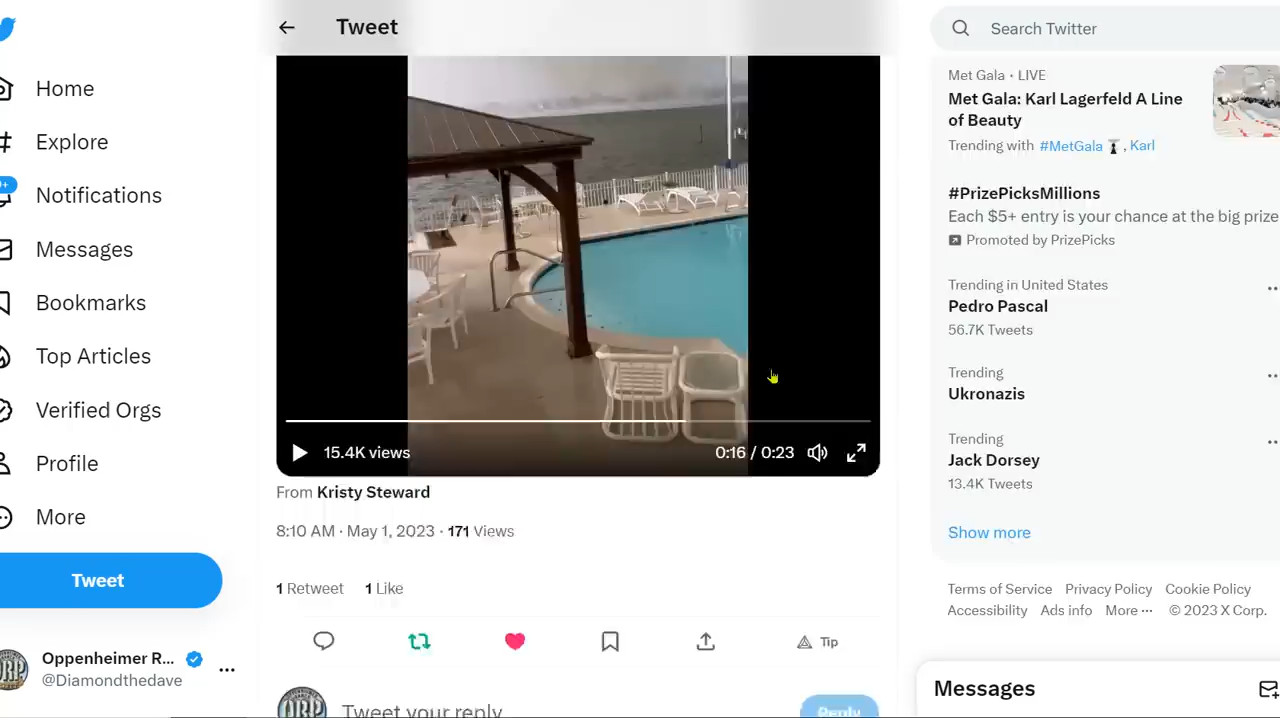 Home
Explore
Notifications
Messages
Bookmarks
Top Articles
Verified Orgs
Profile
More
Tweet
Oppenheimer R...
@Diamondthedave
Tweet
15.4K views
0:16 / 0:23
From Kristy Steward
8:10 AM · May 1, 2023 · 171 Views
1 Retweet 1 Like
Tip
Tweet your reply
Reply
Search Twitter
Met Gala · LIVE
Met Gala: Karl Lagerfeld A Line
of Beauty
Trending with #MetGala, Karl
#PrizePicksMillions
Each $5+ entry is your chance at the big prize
Promoted by PrizePicks
Trending in United States
Pedro Pascal
56.7K Tweets
Trending
Ukronazis
Trending
Jack Dorsey
13.4K Tweets
Show more
Terms of Service Privacy Policy Cookie Policy
Accessibility Ads info More ··· © 2023 X Corp.
Messages